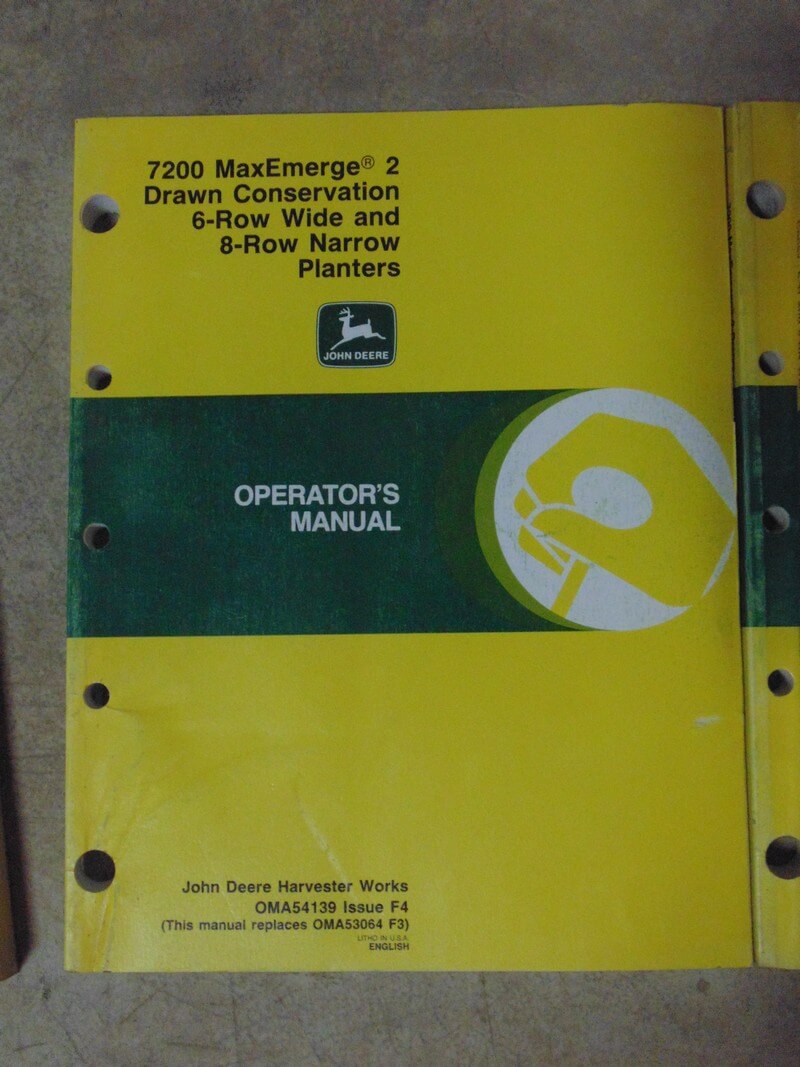 7200 MaxEmerge® 2
Drawn Conservation
6-Row Wide and
8-Row Narrow
Planters
JOHN DEERE
OPERATOR'S
MANUAL
John Deere Harvester Works
OMA54139 Issue F4
(This manual replaces OMA53064 F3)
LITHO IN U.S.A.
ENGLISH